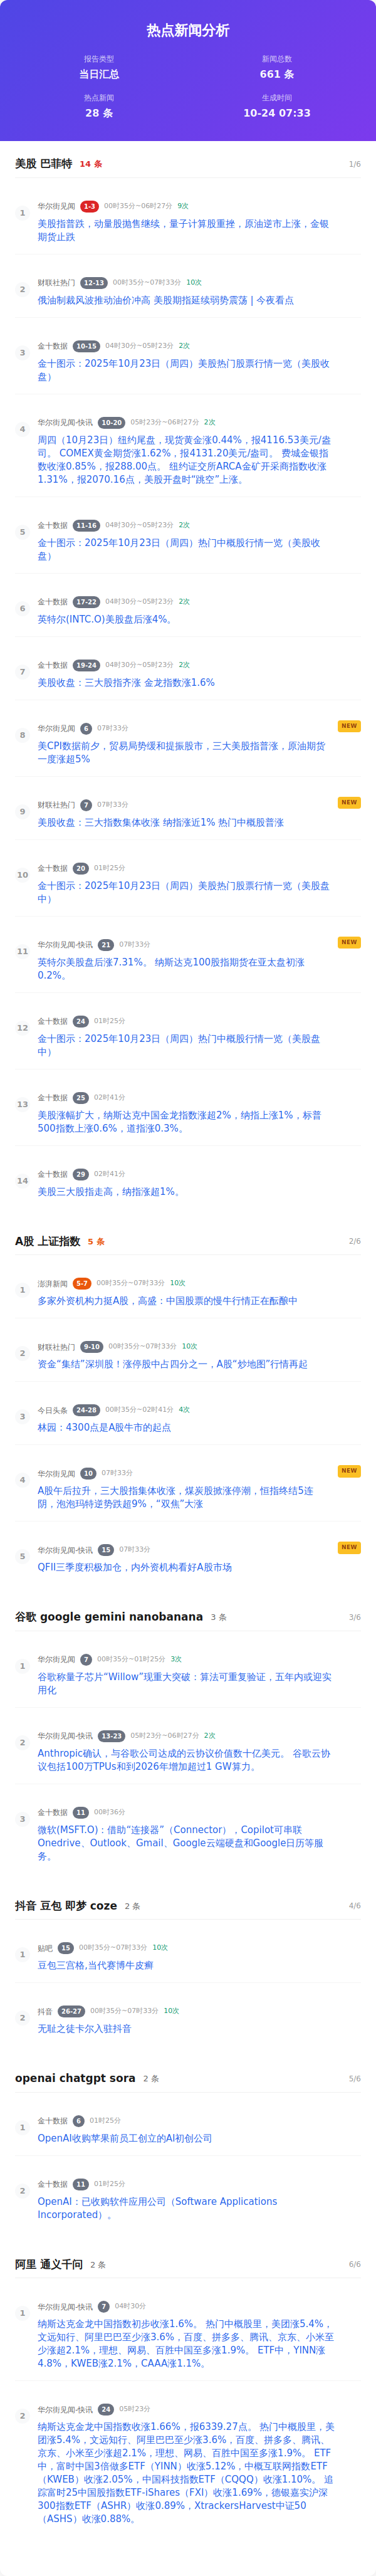 热点新闻分析
报告类型
当日汇总
新闻总数
661 条
热点新闻
28 条
生成时间
10-24 07:33
美股 巴菲特 14 条 1/6
1 华尔街见闻 1-3 00时35分~06时27分 9次
美股指普跌，动量股抛售继续，量子计算股重挫，原油逆市上涨，金银
期货止跌
2 财联社热门 12-13 00时35分~07时33分 10次
俄油制裁风波推动油价冲高 美股期指延续弱势震荡 | 今夜看点
3 金十数据 10-15 04时30分~05时23分 2次
金十图示：2025年10月23日（周四）美股热门股票行情一览（美股收
盘）
4 华尔街见闻-快讯 10-20 05时23分~06时27分 2次
周四（10月23日）纽约尾盘，现货黄金涨0.44%，报4116.53美元/盎
司。 COMEX黄金期货涨1.62%，报4131.20美元/盎司。 费城金银指
数收涨0.85%，报288.00点。 纽约证交所ARCA金矿开采商指数收涨
1.31%，报2070.16点，美股开盘时“跳空”上涨。
5 金十数据 11-16 04时30分~05时23分 2次
金十图示：2025年10月23日（周四）热门中概股行情一览（美股收
盘）
6 金十数据 17-22 04时30分~05时23分 2次
英特尔(INTC.O)美股盘后涨4%。
7 金十数据 19-24 04时30分~05时23分 2次
美股收盘：三大股指齐涨 金龙指数涨1.6%
8 华尔街见闻 6 07时33分 NEW
美CPI数据前夕，贸易局势缓和提振股市，三大美股指普涨，原油期货
一度涨超5%
9 财联社热门 7 07时33分 NEW
美股收盘：三大指数集体收涨 纳指涨近1% 热门中概股普涨
10 金十数据 20 01时25分
金十图示：2025年10月23日（周四）美股热门股票行情一览（美股盘
中）
11 华尔街见闻-快讯 21 07时33分 NEW
英特尔美股盘后涨7.31%。 纳斯达克100股指期货在亚太盘初涨
0.2%。
12 金十数据 24 01时25分
金十图示：2025年10月23日（周四）热门中概股行情一览（美股盘
中）
13 金十数据 25 02时41分
美股涨幅扩大，纳斯达克中国金龙指数涨超2%，纳指上涨1%，标普
500指数上涨0.6%，道指涨0.3%。
14 金十数据 29 02时41分
美股三大股指走高，纳指涨超1%。
A股 上证指数 5 条 2/6
1 澎湃新闻 5-7 00时35分~07时33分 10次
多家外资机构力挺A股，高盛：中国股票的慢牛行情正在酝酿中
2 财联社热门 9-10 00时35分~07时33分 10次
资金“集结”深圳股！涨停股中占四分之一，A股“炒地图”行情再起
3 今日头条 24-28 00时35分~02时41分 4次
林园：4300点是A股牛市的起点
4 华尔街见闻 10 07时33分 NEW
A股午后拉升，三大股指集体收涨，煤炭股掀涨停潮，恒指终结5连
阴，泡泡玛特逆势跌超9%，“双焦”大涨
5 华尔街见闻-快讯 15 07时33分 NEW
QFII三季度积极加仓，内外资机构看好A股市场
谷歌 google gemini nanobanana 3 条 3/6
1 华尔街见闻 7 00时35分~01时25分 3次
谷歌称量子芯片“Willow”现重大突破：算法可重复验证，五年内或迎实
用化
2 华尔街见闻-快讯 13-23 05时23分~06时27分 2次
Anthropic确认，与谷歌公司达成的云协议价值数十亿美元。 谷歌云协
议包括100万TPUs和到2026年增加超过1 GW算力。
3 金十数据 11 00时36分
微软(MSFT.O)：借助“连接器”（Connector），Copilot可串联
Onedrive、Outlook、Gmail、Google云端硬盘和Google日历等服
务。
抖音 豆包 即梦 coze 2 条 4/6
1 贴吧 15 00时35分~07时33分 10次
豆包三宫格,当代赛博牛皮癣
2 抖音 26-27 00时35分~07时33分 10次
无耻之徒卡尔入驻抖音
openai chatgpt sora 2 条 5/6
1 金十数据 6 01时25分
OpenAI收购苹果前员工创立的AI初创公司
2 金十数据 11 01时25分
OpenAI：已收购软件应用公司（Software Applications
Incorporated）。
阿里 通义千问 2 条 6/6
1 华尔街见闻-快讯 7 04时30分
纳斯克克金龙中国指数初步收涨1.6%。 热门中概股里，美团涨5.4%，
文远知行、阿里巴巴至少涨3.6%，百度、拼多多、腾讯、京东、小米至
少涨超2.1%，理想、网易、百胜中国至多涨1.9%。 ETF中，YINN涨
4.8%，KWEB涨2.1%，CAAA涨1.1%。
2 华尔街见闻-快讯 24 05时23分
纳斯达克金龙中国指数收涨1.66%，报6339.27点。 热门中概股里，美
团涨5.4%，文远知行、阿里巴巴至少涨3.6%，百度、拼多多、腾讯、
京东、小米至少涨超2.1%，理想、网易、百胜中国至多涨1.9%。 ETF
中，富时中国3倍做多ETF（YINN）收涨5.12%，中概互联网指数ETF
（KWEB）收涨2.05%，中国科技指数ETF（CQQQ）收涨1.10%。 追
踪富时25中国股指数ETF-iShares（FXI）收涨1.69%，德银嘉实沪深
300指数ETF（ASHR）收涨0.89%，XtrackersHarvest中证50
（ASHS）收涨0.88%。